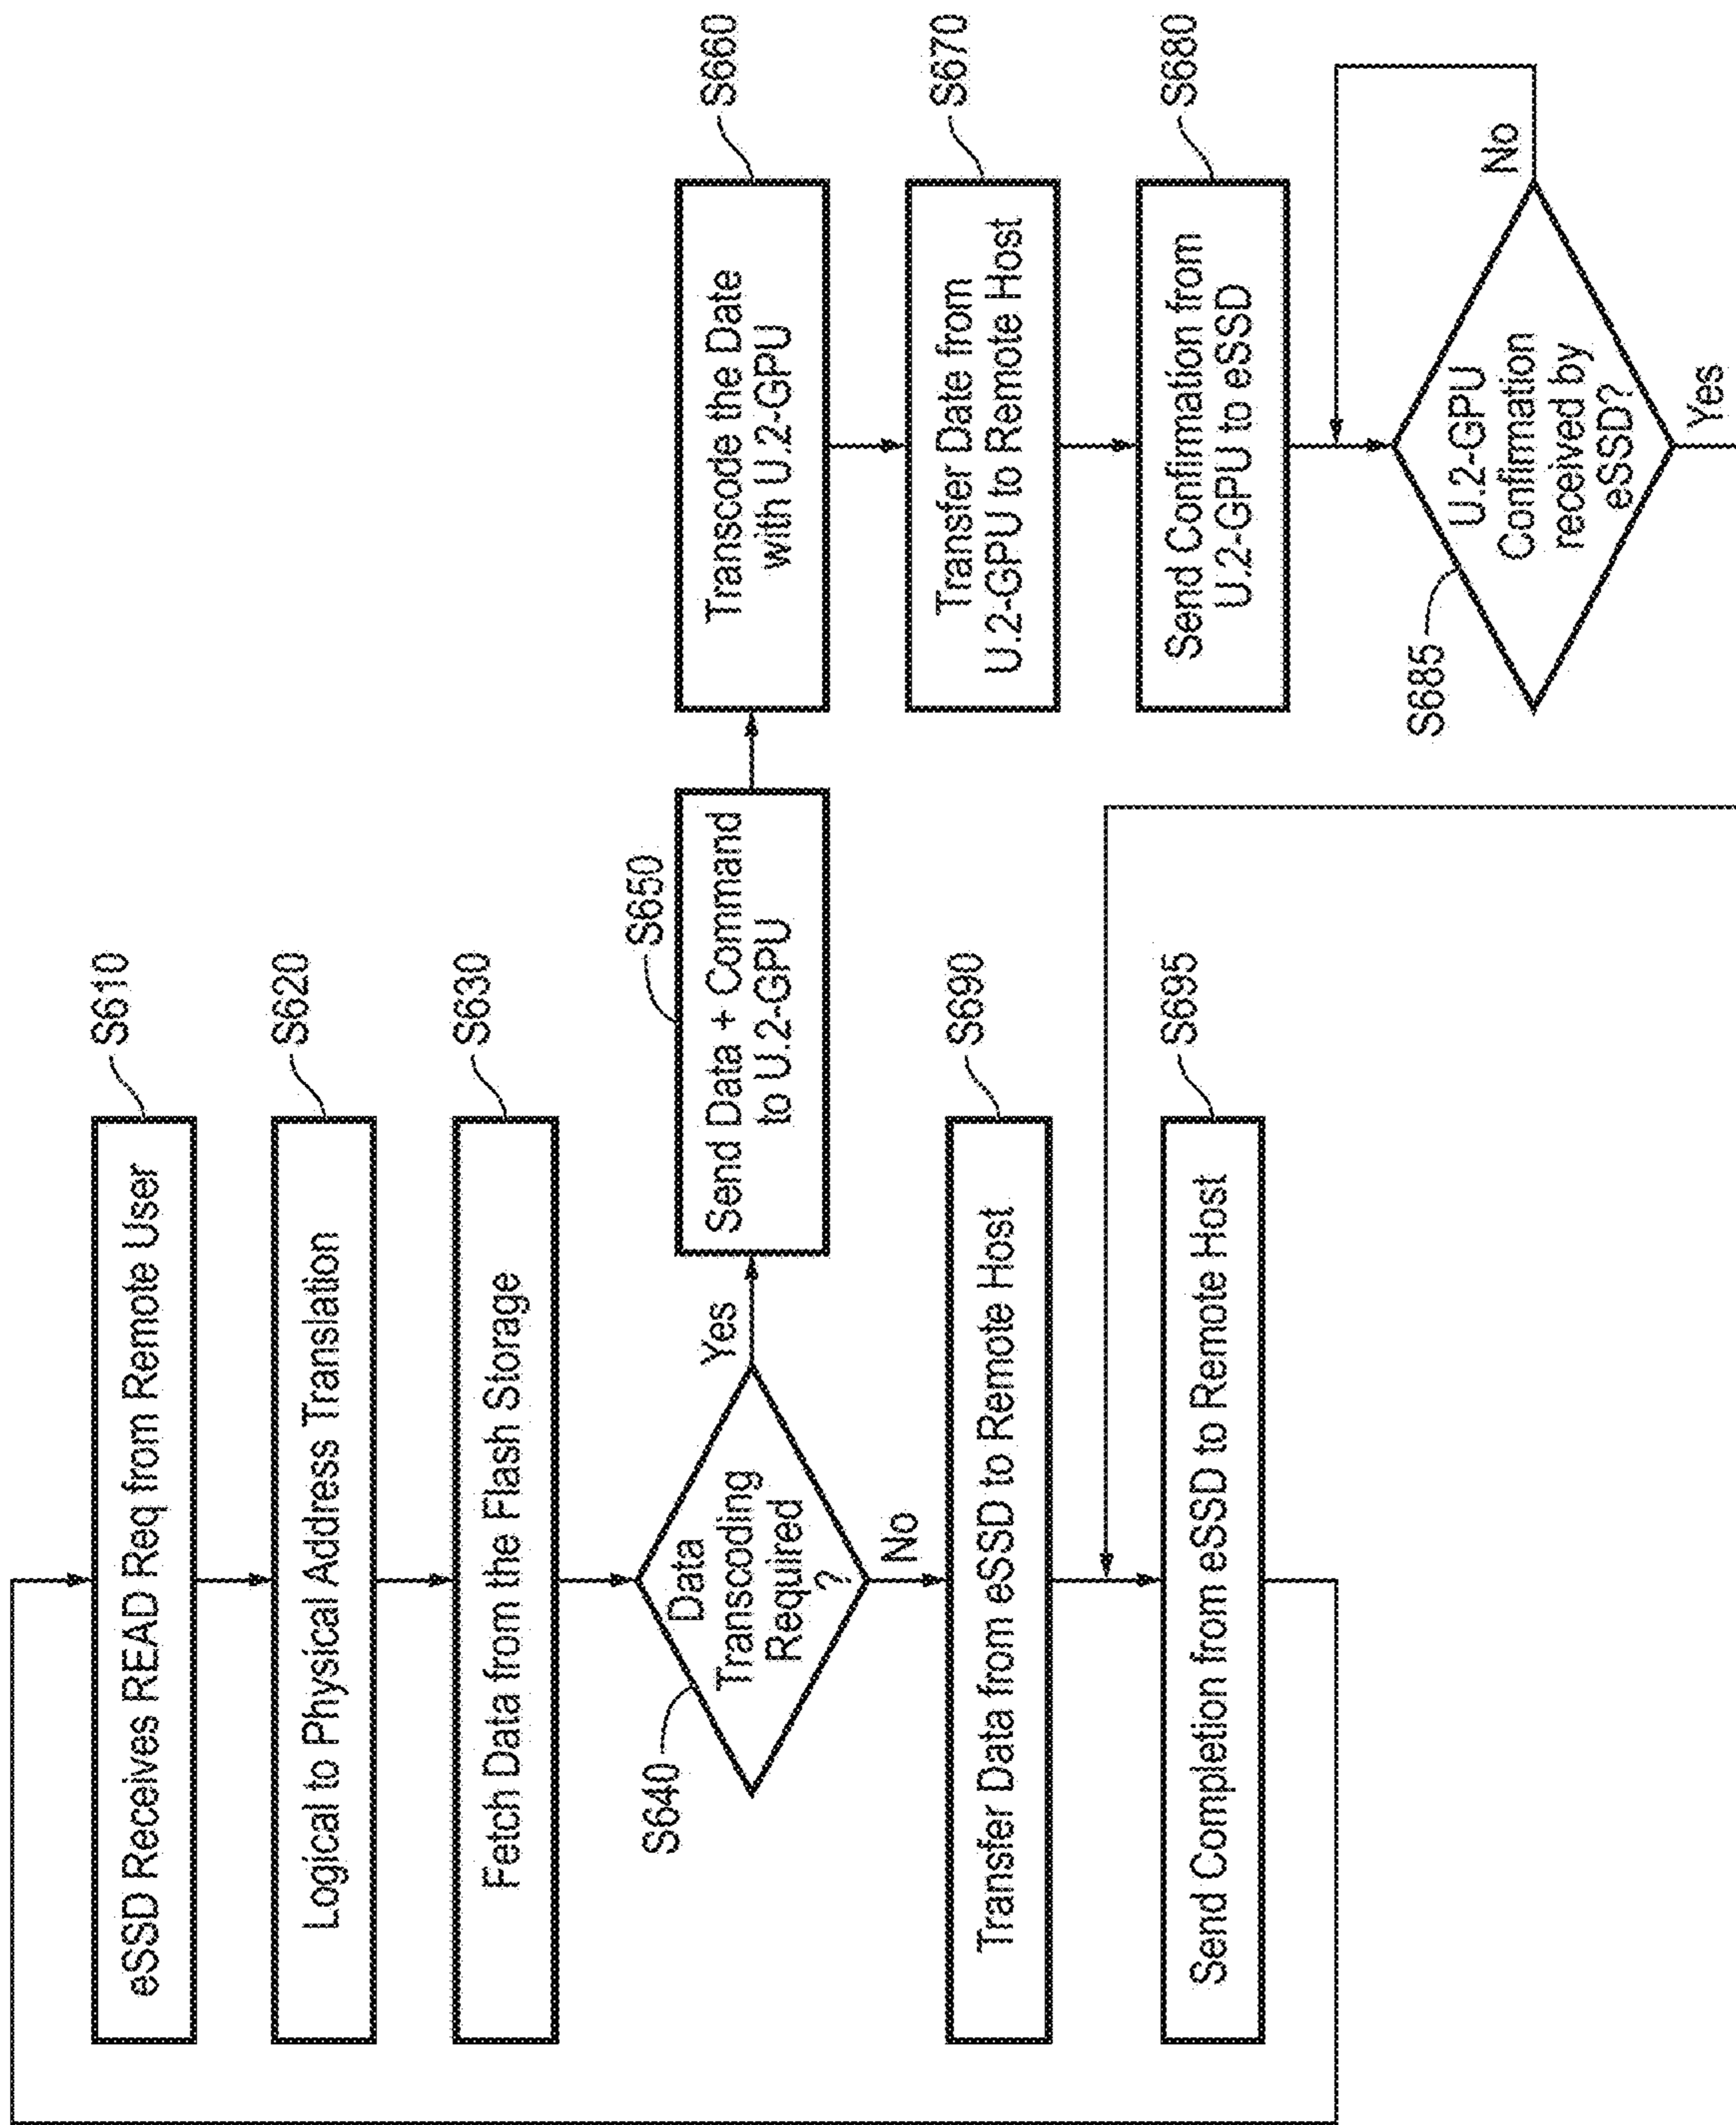 S610
eSSD Receives READ Req from Remote User
S620
Logical to Physical Address Translation
S630
Fetch Data from the Flash Storage
S640
Data
Transcoding
Required
?
Yes
No
S650
Send Data + Command
to U.2-GPU
S660
Transcode the Date
with U.2-GPU
S670
Transfer Date from
U.2-GPU to Remote Host
S680
Send Confirmation from
U.2-GPU to eSSD
S685
U.2-GPU
Confirmation
received by
eSSD?
No
Yes
S690
Transfer Data from eSSD to Remote Host
S695
Send Completion from eSSD to Remote Host